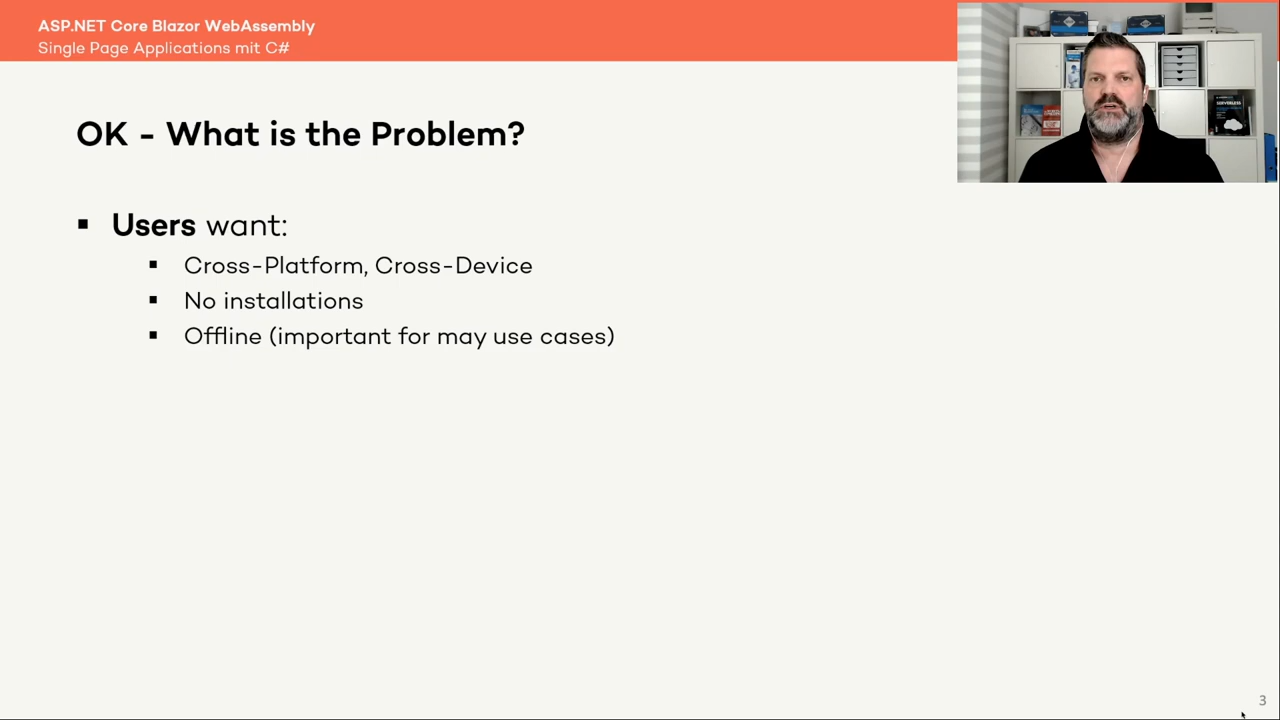 ASP.NET Core Blazor WebAssembly
Single Page Applications mit C#
OK - What is the Problem?
▪ Users want:
▪ Cross-Platform, Cross-Device
▪ No installations
▪ Offline (important for may use cases)
SERVERLESS
3